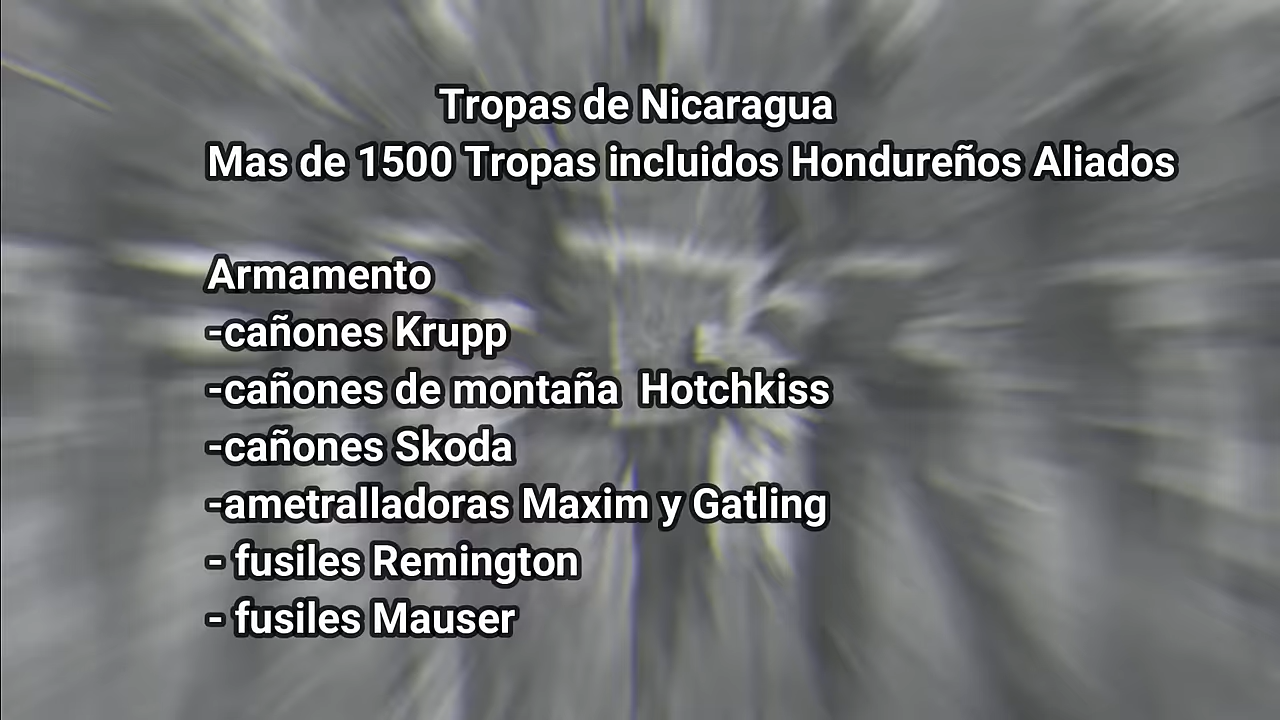 Tropas de Nicaragua
Mas de 1500 Tropas incluidos Hondureños Aliados
Armamento
-cañones Krupp
-cañones de montaña  Hotchkiss
-cañones Skoda
-ametralladoras Maxim y Gatling
- fusiles Remington
- fusiles Mauser